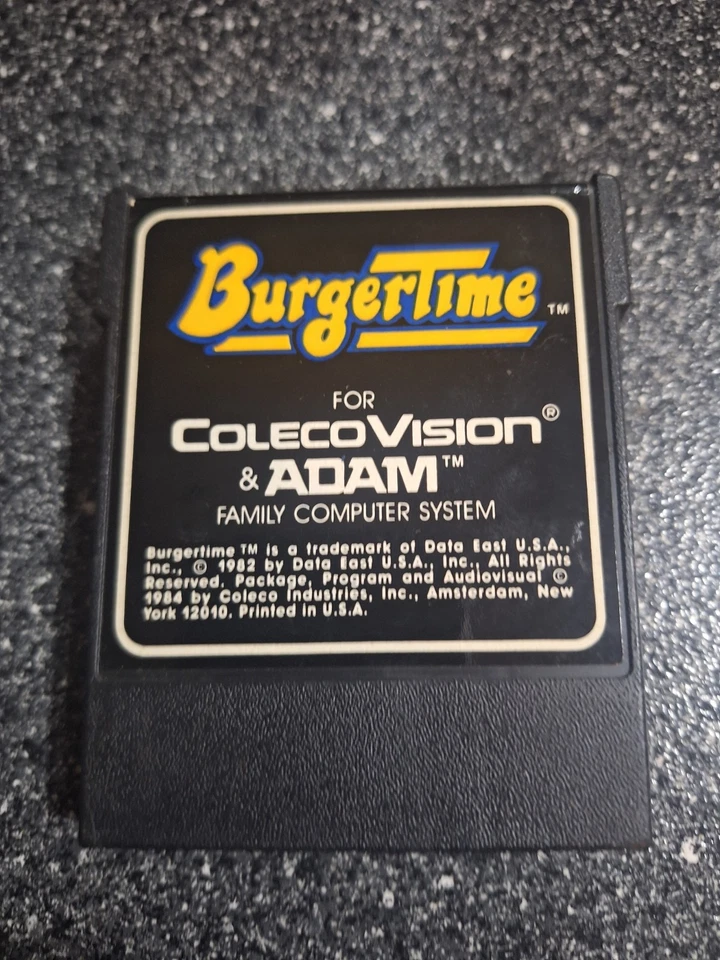 BurgerTime™
FOR
COLECOVISION®
& ADAM™
FAMILY COMPUTER SYSTEM
Burgertime™ is a trademark of Data East U.S.A.,
Inc., © 1982 by Data East U.S.A., Inc., All Rights
Reserved. Package, Program and Audiovisual ©
1984 by Coleco Industries, Inc., Amsterdam, New
York 12010. Printed in U.S.A.